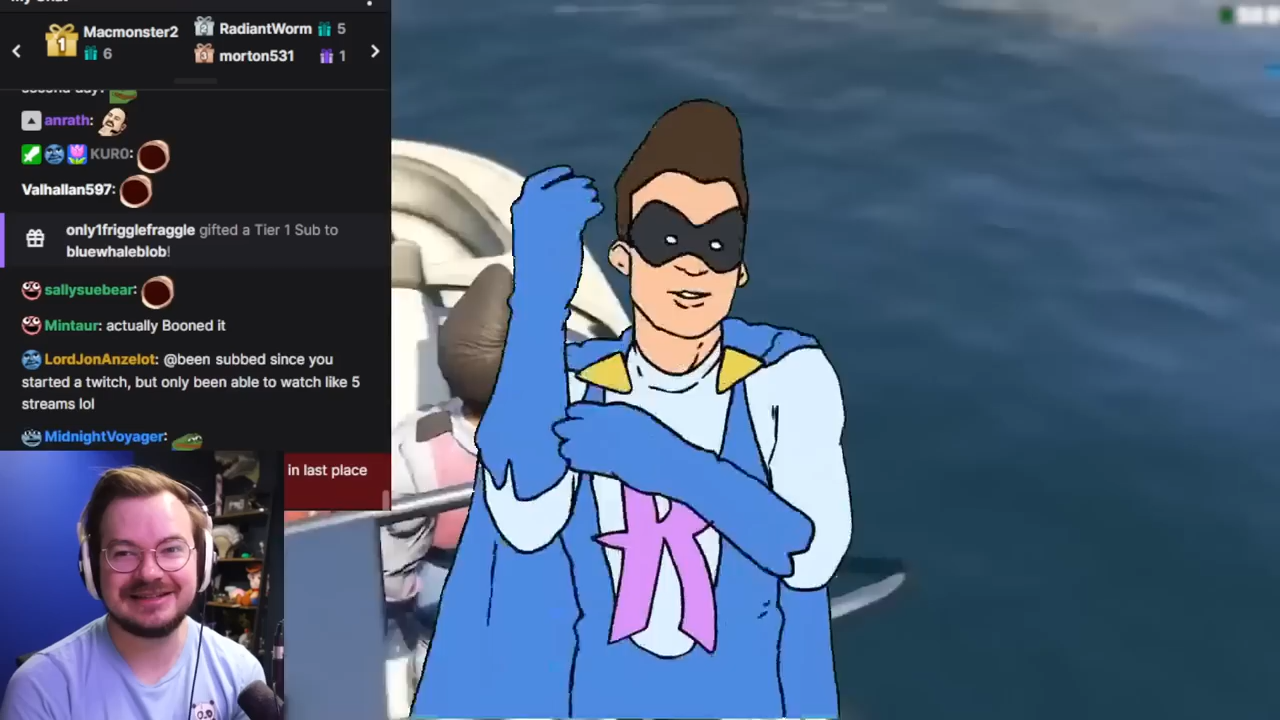 Macmonster2
6
RadiantWorm 5
morton531 1
anrath:
KUR0:
Valhallan597:
only1frigglefraggle gifted a Tier 1 Sub to
bluewhaleblob!
sallysuebear:
Mintaur: actually Booned it
LordJonAnzelot: @been subbed since you
started a twitch, but only been able to watch like 5
streams lol
MidnightVoyager:
in last place
R